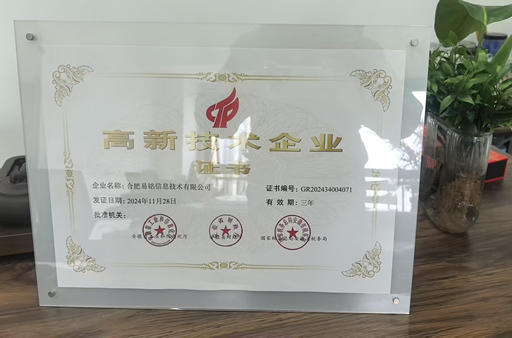 高新技术企业
证书
企业名称：合肥易铭信息技术有限公司
证书编号：GR202434004071
发证日期：2024年11月28日
有效期：三年
批准机关：